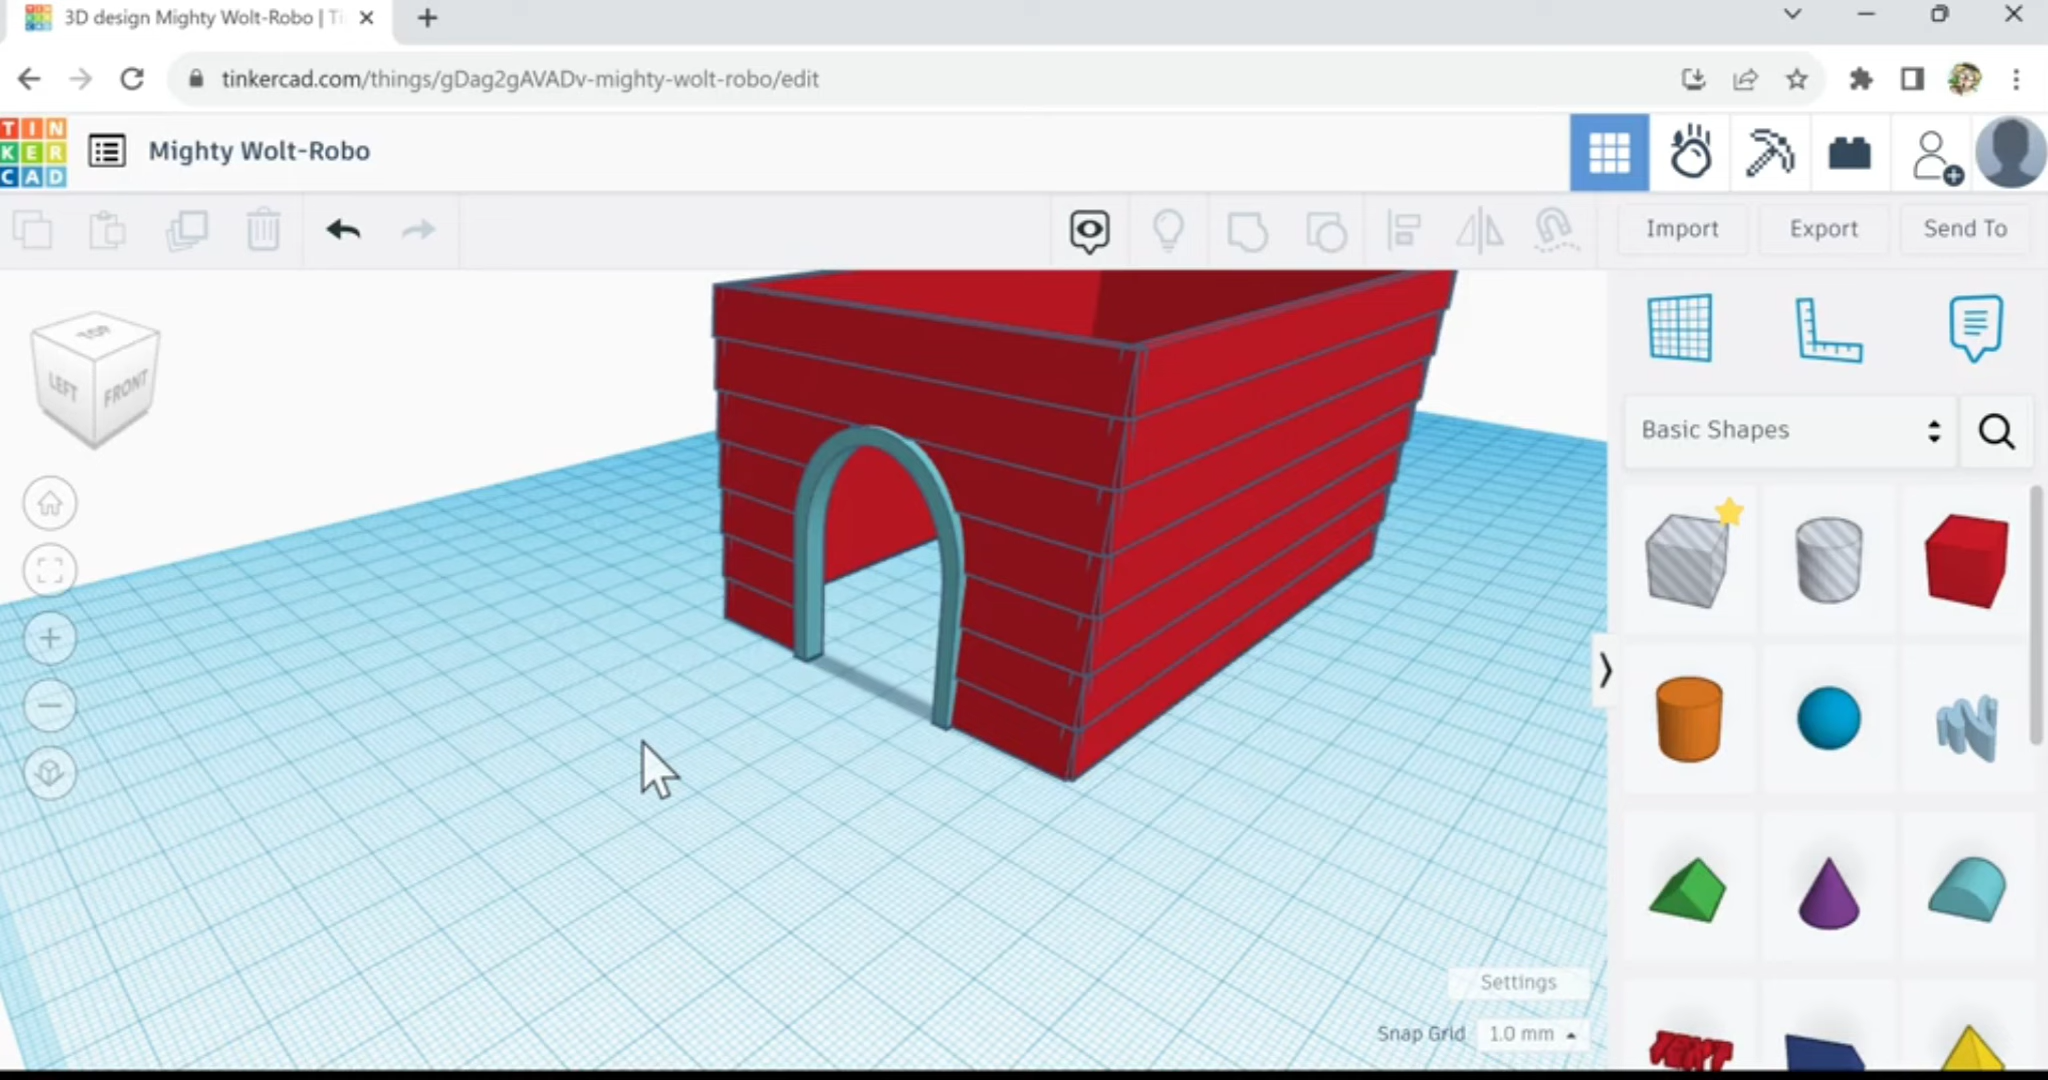 3D design Mighty Wolt-Robo | Ti
tinkercad.com/things/gDag2gAVADv-mighty-wolt-robo/edit
TIN
KER
CAD
Mighty Wolt-Robo
Import
Export
Send To
TOP
LEFT
FRONT
Basic Shapes
Settings
Snap Grid
1.0 mm
TEXT